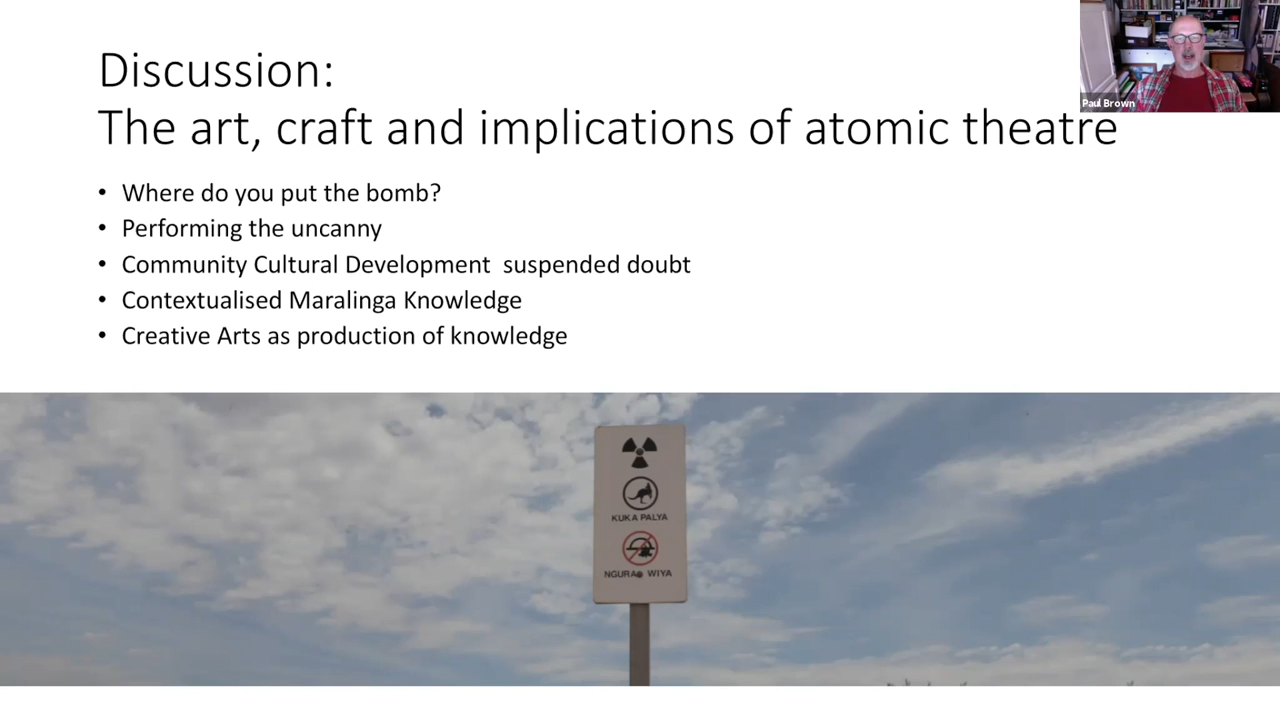 Discussion:
The art, craft and implications of atomic theatre
• Where do you put the bomb?
• Performing the uncanny
• Community Cultural Development  suspended doubt
• Contextualised Maralinga Knowledge
• Creative Arts as production of knowledge
Paul Brown
KUKA PALYA
NGURA WIYA